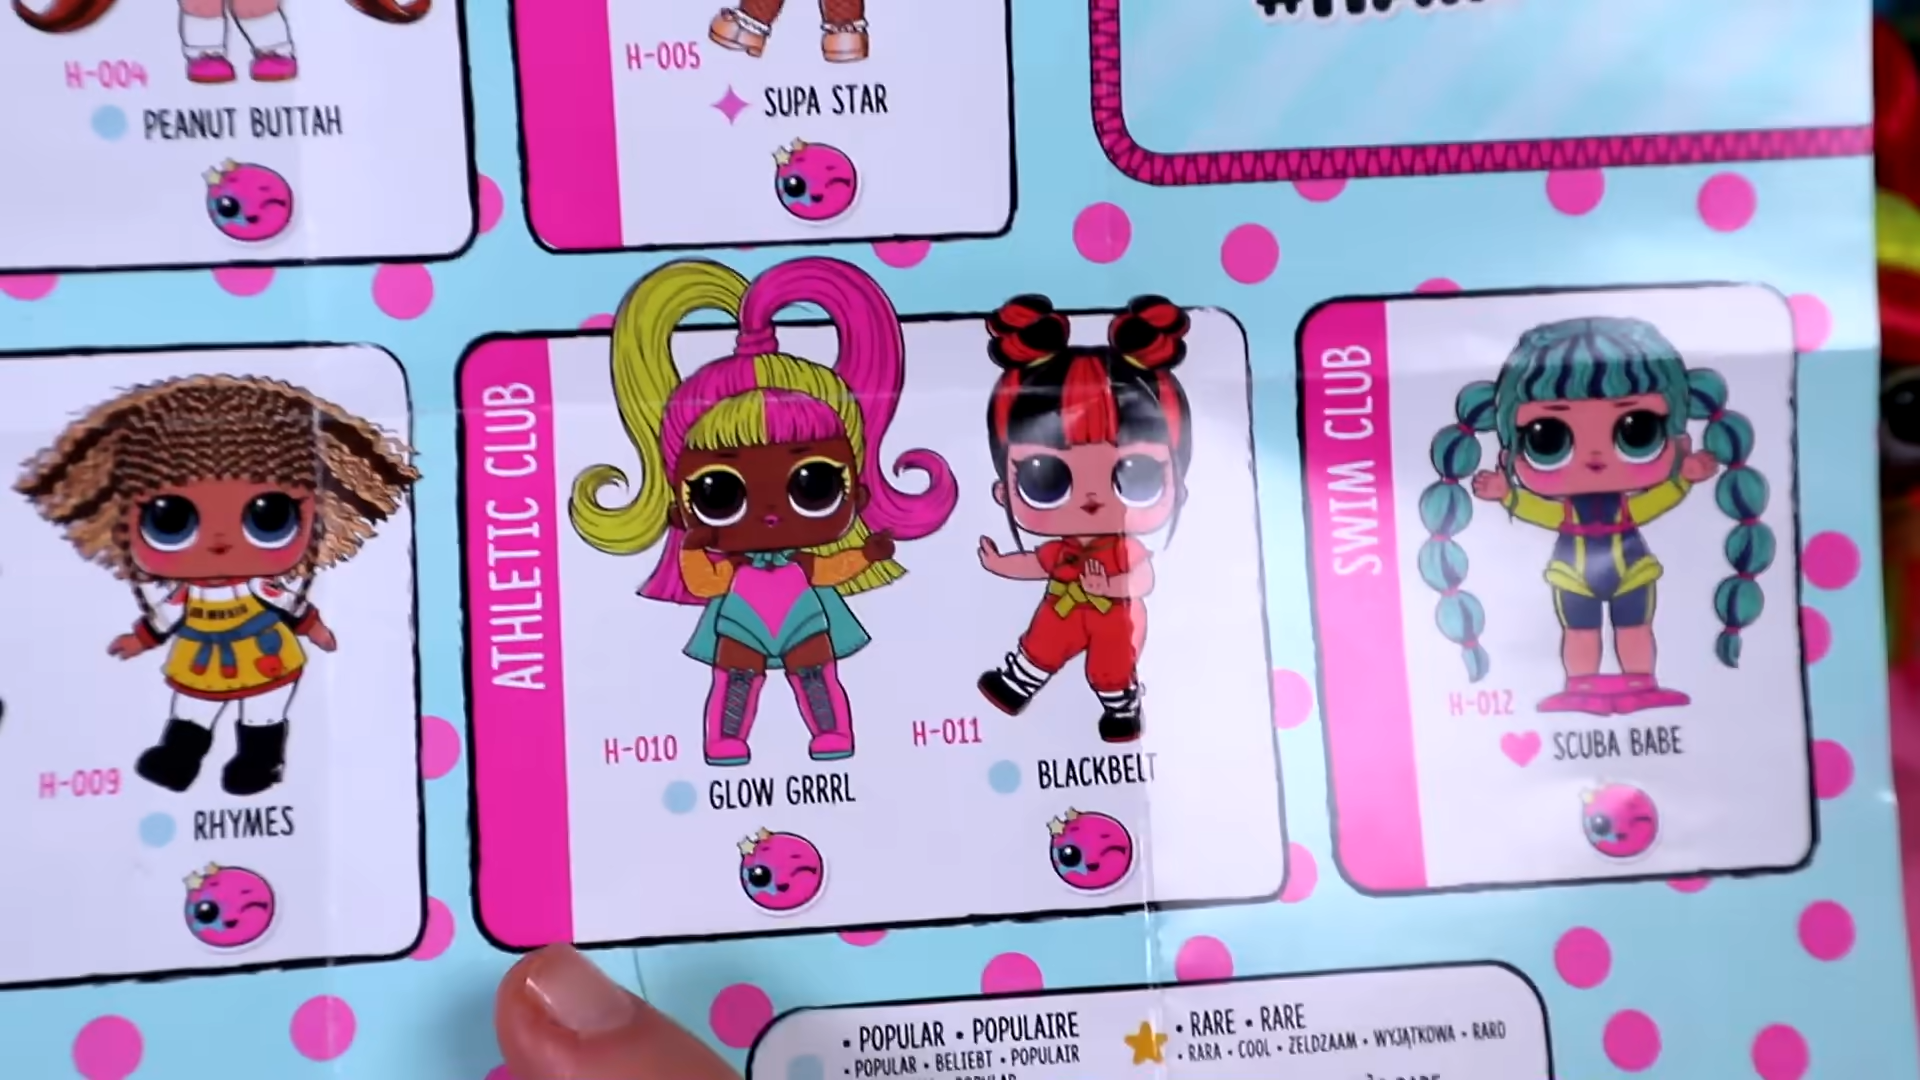 H-004
PEANUT BUTTAH
H-005
SUPA STAR
H-009
RHYMES
ATHLETIC CLUB
H-010
GLOW GRRRL
H-011
BLACKBELT
SWIM CLUB
H-012
SCUBA BABE
• POPULAR • POPULAIRE
• POPULAR • BELIEBT • POPULAIR
• RARE • RARE
• RARA • COOL • ZELDZAAM • WYJĄTKOWA • RARO